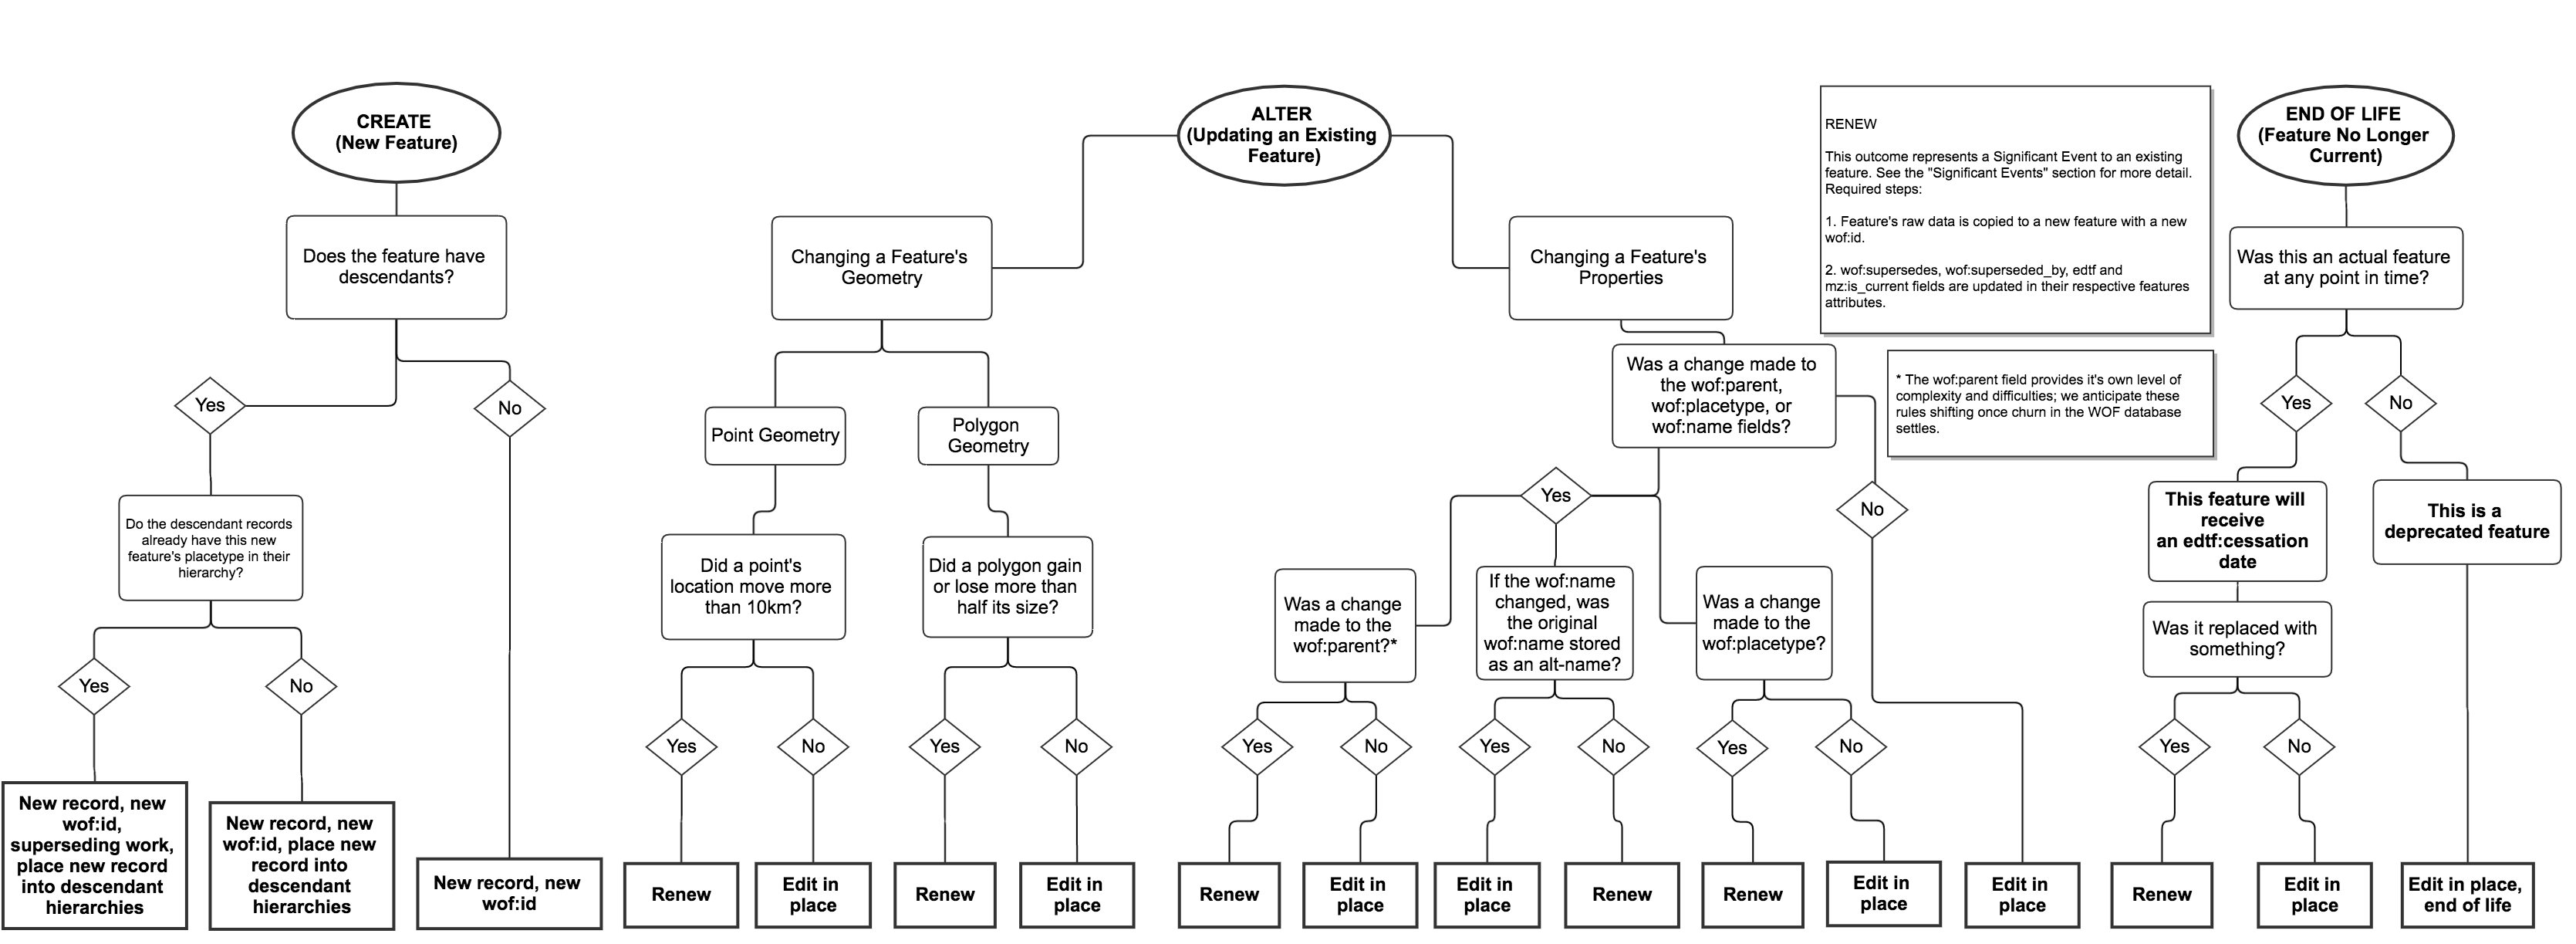 CREATE
(New Feature)
Does the feature have
descendants?
Yes
No
Do the descendant records
already have this new
feature's placetype in their
hierarchy?
Yes
No
New record, new
wof:id,
superseding work,
place new record
into descendant
hierarchies
New record, new
wof:id, place new
record into
descendant
hierarchies
New record, new
wof:id
ALTER
(Updating an Existing
Feature)
Changing a Feature's
Geometry
Point Geometry
Polygon
Geometry
Did a point's
location move more
than 10km?
Did a polygon gain
or lose more than
half its size?
Yes
No
Yes
No
Renew
Edit in
place
Renew
Edit in
place
Changing a Feature's
Properties
Was a change made to
the wof:parent,
wof:placetype, or
wof:name fields?
Yes
No
Was a change
made to the
wof:parent?*
If the wof:name
changed, was
the original
wof:name stored
as an alt-name?
Was a change
made to the
wof:placetype?
Yes
No
Yes
No
Yes
No
Renew
Edit in
place
Edit in
place
Renew
Renew
Edit in
place
Edit in
place
RENEW
This outcome represents a Significant Event to an existing
feature. See the "Significant Events" section for more detail.
Required steps:
1. Feature's raw data is copied to a new feature with a new
wof:id.
2. wof:supersedes, wof:superseded_by, edtf and
mz:is_current fields are updated in their respective features
attributes.
* The wof:parent field provides it's own level of
complexity and difficulties; we anticipate these
rules shifting once churn in the WOF database
settles.
END OF LIFE
(Feature No Longer
Current)
Was this an actual feature
at any point in time?
Yes
No
This feature will
receive
an edtf:cessation
date
This is a
deprecated feature
Was it replaced with
something?
Yes
No
Renew
Edit in
place
Edit in place,
end of life